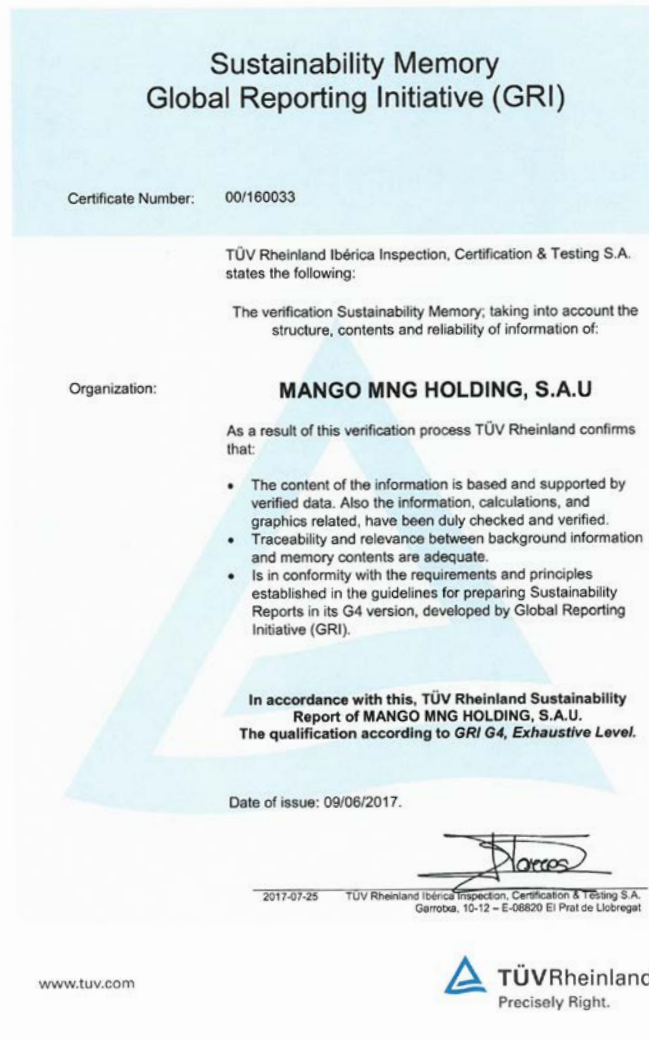 Sustainability Memory
Global Reporting Initiative (GRI)
Certificate Number: 00/160033
TÜV Rheinland Ibérica Inspection, Certification & Testing S.A.
states the following:
The verification Sustainability Memory; taking into account the
structure, contents and reliability of information of:
Organization: MANGO MNG HOLDING, S.A.U
As a result of this verification process TÜV Rheinland confirms
that:
• The content of the information is based and supported by
verified data. Also the information, calculations, and
graphics related, have been duly checked and verified.
• Traceability and relevance between background information
and memory contents are adequate.
• Is in conformity with the requirements and principles
established in the guidelines for preparing Sustainability
Reports in its G4 version, developed by Global Reporting
Initiative (GRI).
In accordance with this, TÜV Rheinland Sustainability
Report of MANGO MNG HOLDING, S.A.U.
The qualification according to GRI G4, Exhaustive Level.
Date of issue: 09/06/2017.
2017-07-25 TÜV Rheinland Ibérica Inspection, Certification & Testing S.A.
Garrotxa, 10-12 – E-08820 El Prat de Llobregat
www.tuv.com
TÜVRheinland
Precisely Right.